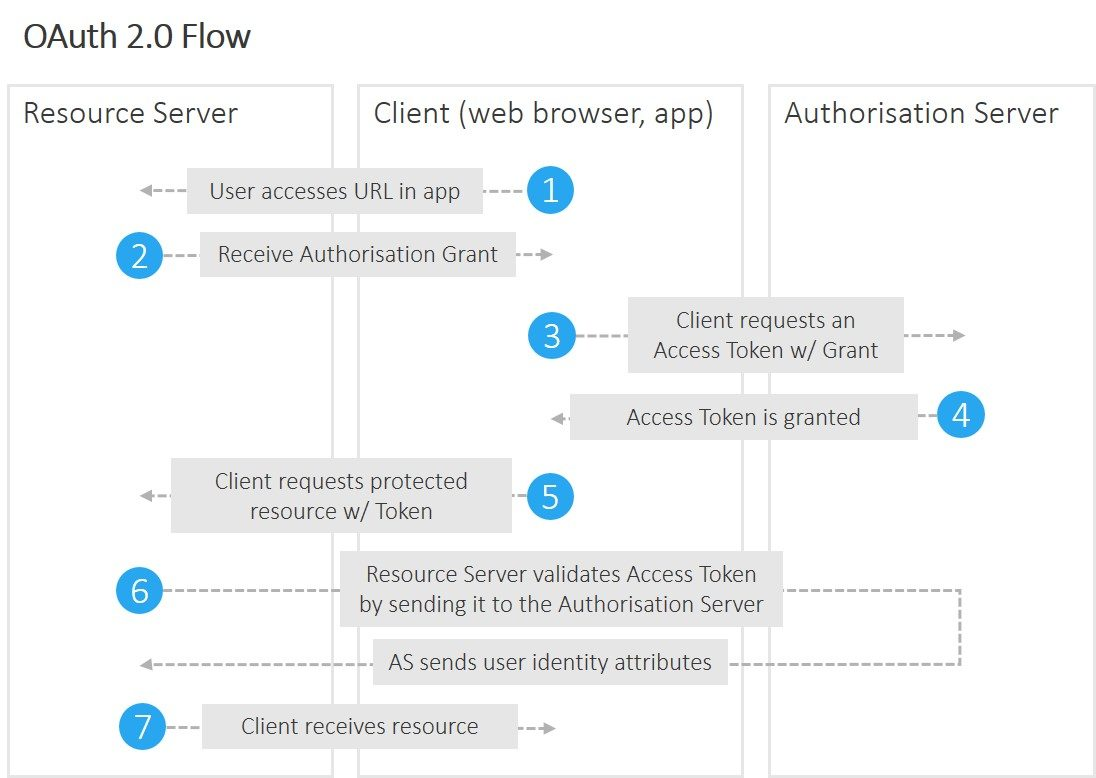 OAuth 2.0 Flow
Resource Server
Client (web browser, app)
Authorisation Server
User accesses URL in app
1
2
Receive Authorisation Grant
3
Client requests an
Access Token w/ Grant
Access Token is granted
4
Client requests protected
resource w/ Token
5
6
Resource Server validates Access Token
by sending it to the Authorisation Server
AS sends user identity attributes
7
Client receives resource